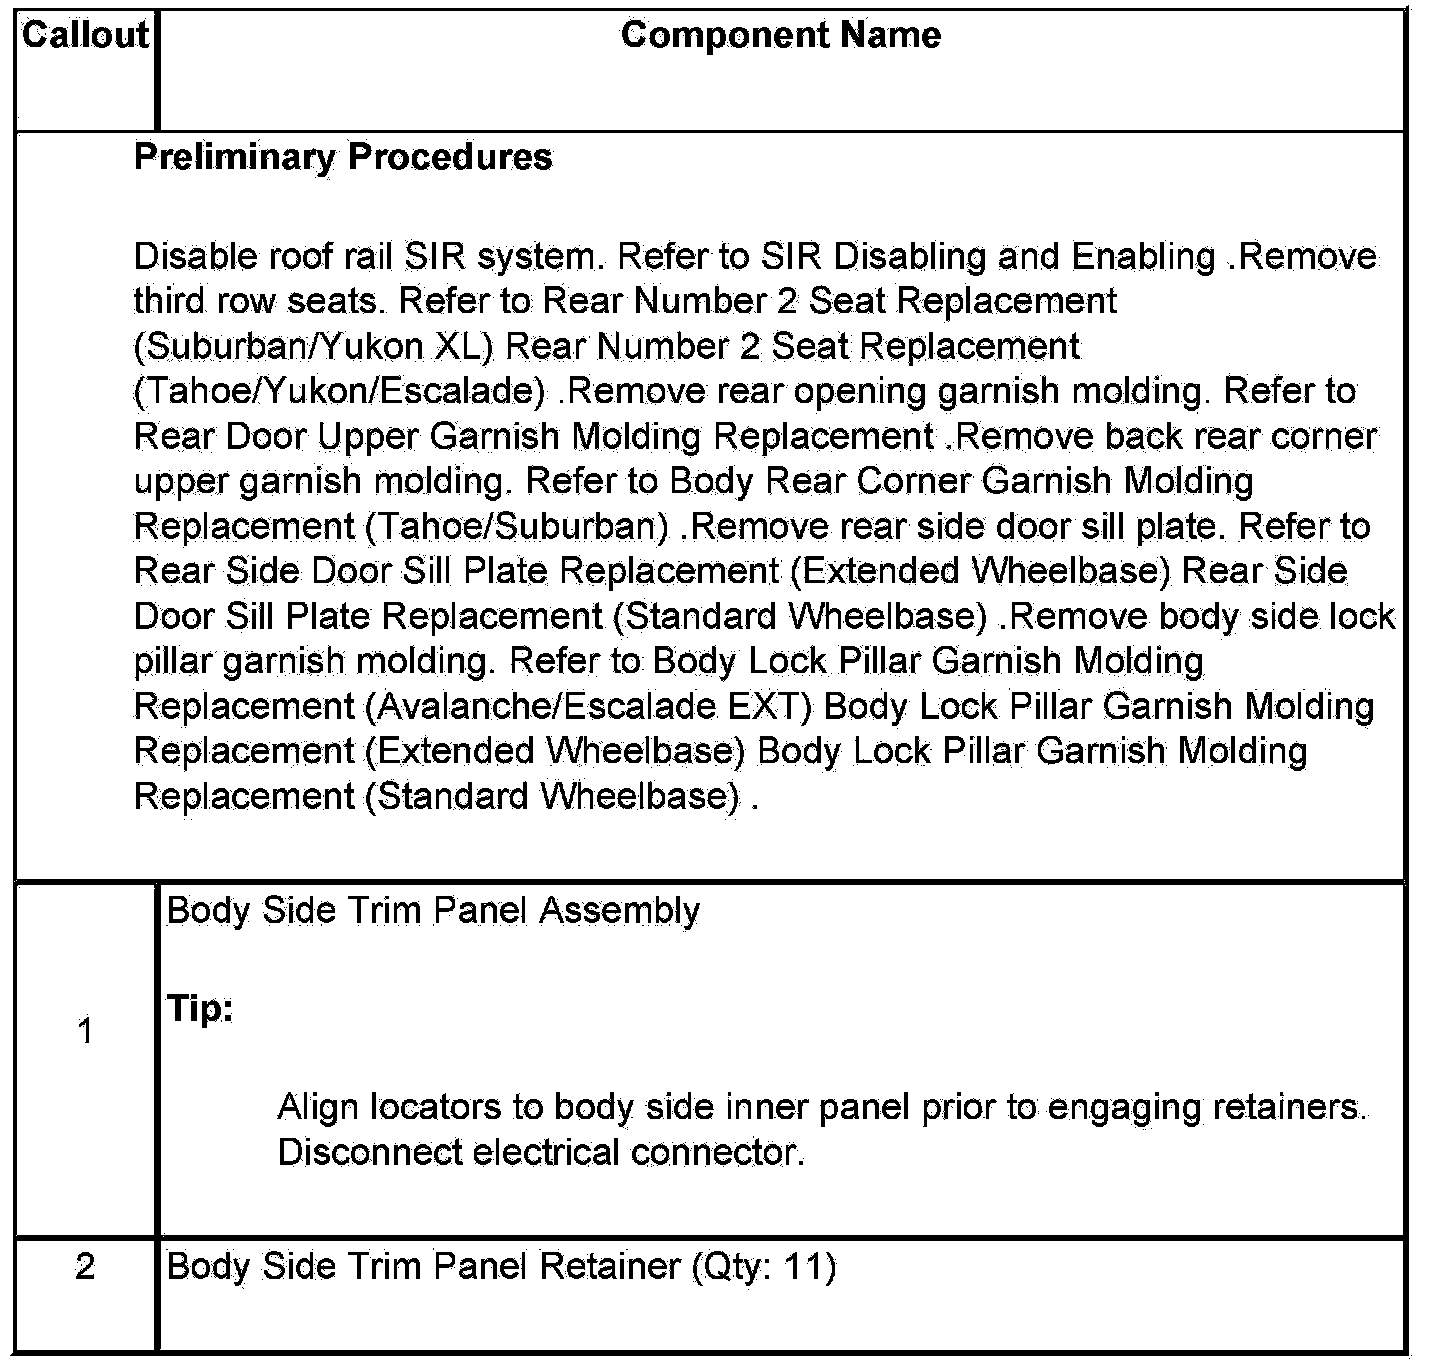 Callout Component Name
Preliminary Procedures
Disable roof rail SIR system. Refer to SIR Disabling and Enabling .Remove
third row seats. Refer to Rear Number 2 Seat Replacement
(Suburban/Yukon XL) Rear Number 2 Seat Replacement
(Tahoe/Yukon/Escalade) .Remove rear opening garnish molding. Refer to
Rear Door Upper Garnish Molding Replacement .Remove back rear corner
upper garnish molding. Refer to Body Rear Corner Garnish Molding
Replacement (Tahoe/Suburban) .Remove rear side door sill plate. Refer to
Rear Side Door Sill Plate Replacement (Extended Wheelbase) Rear Side
Door Sill Plate Replacement (Standard Wheelbase) .Remove body side lock
pillar garnish molding. Refer to Body Lock Pillar Garnish Molding
Replacement (Avalanche/Escalade EXT) Body Lock Pillar Garnish Molding
Replacement (Extended Wheelbase) Body Lock Pillar Garnish Molding
Replacement (Standard Wheelbase) .
Body Side Trim Panel Assembly
Tip:
1
Align locators to body side inner panel prior to engaging retainers.
Disconnect electrical connector.
2 Body Side Trim Panel Retainer (Qty: 11)